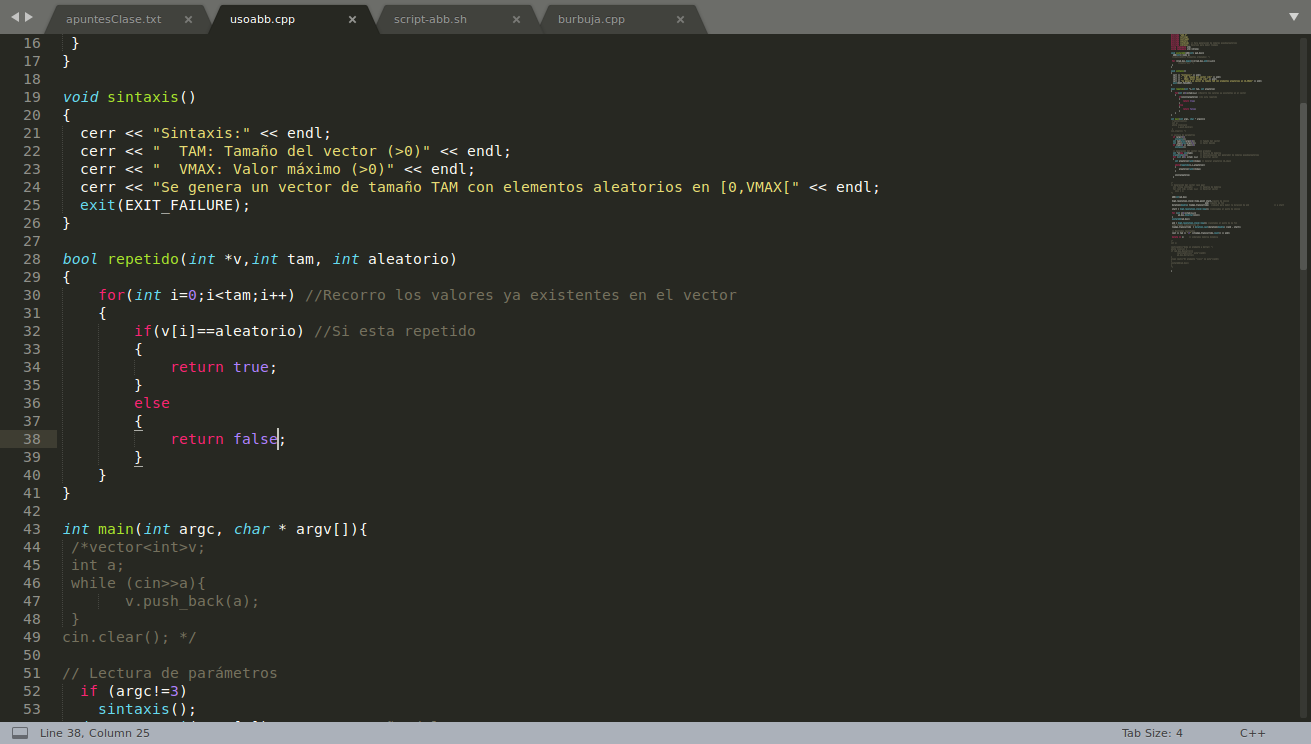 apuntesClase.txt × usoabb.cpp × script-abb.sh × burbuja.cpp ×
16 }
17 }
18
19 void sintaxis()
20 {
21 cerr << "Sintaxis:" << endl;
22 cerr << "  TAM: Tamaño del vector (>0)" << endl;
23 cerr << "  VMAX: Valor máximo (>0)" << endl;
24 cerr << "Se genera un vector de tamaño TAM con elementos aleatorios en [0,VMAX[" << endl;
25 exit(EXIT_FAILURE);
26 }
27
28 bool repetido(int *v,int tam, int aleatorio)
29 {
30 for(int i=0;i<tam;i++) //Recorro los valores ya existentes en el vector
31 {
32 if(v[i]==aleatorio) //Si esta repetido
33 {
34 return true;
35 }
36 else
37 {
38 return false;
39 }
40 }
41 }
42
43 int main(int argc, char * argv[]){
44 /*vector<int>v;
45 int a;
46 while (cin>>a){
47 v.push_back(a);
48 }
49 cin.clear(); */
50
51 // Lectura de parámetros
52 if (argc!=3)
53 sintaxis();
Line 38, Column 25 Tab Size: 4 C++